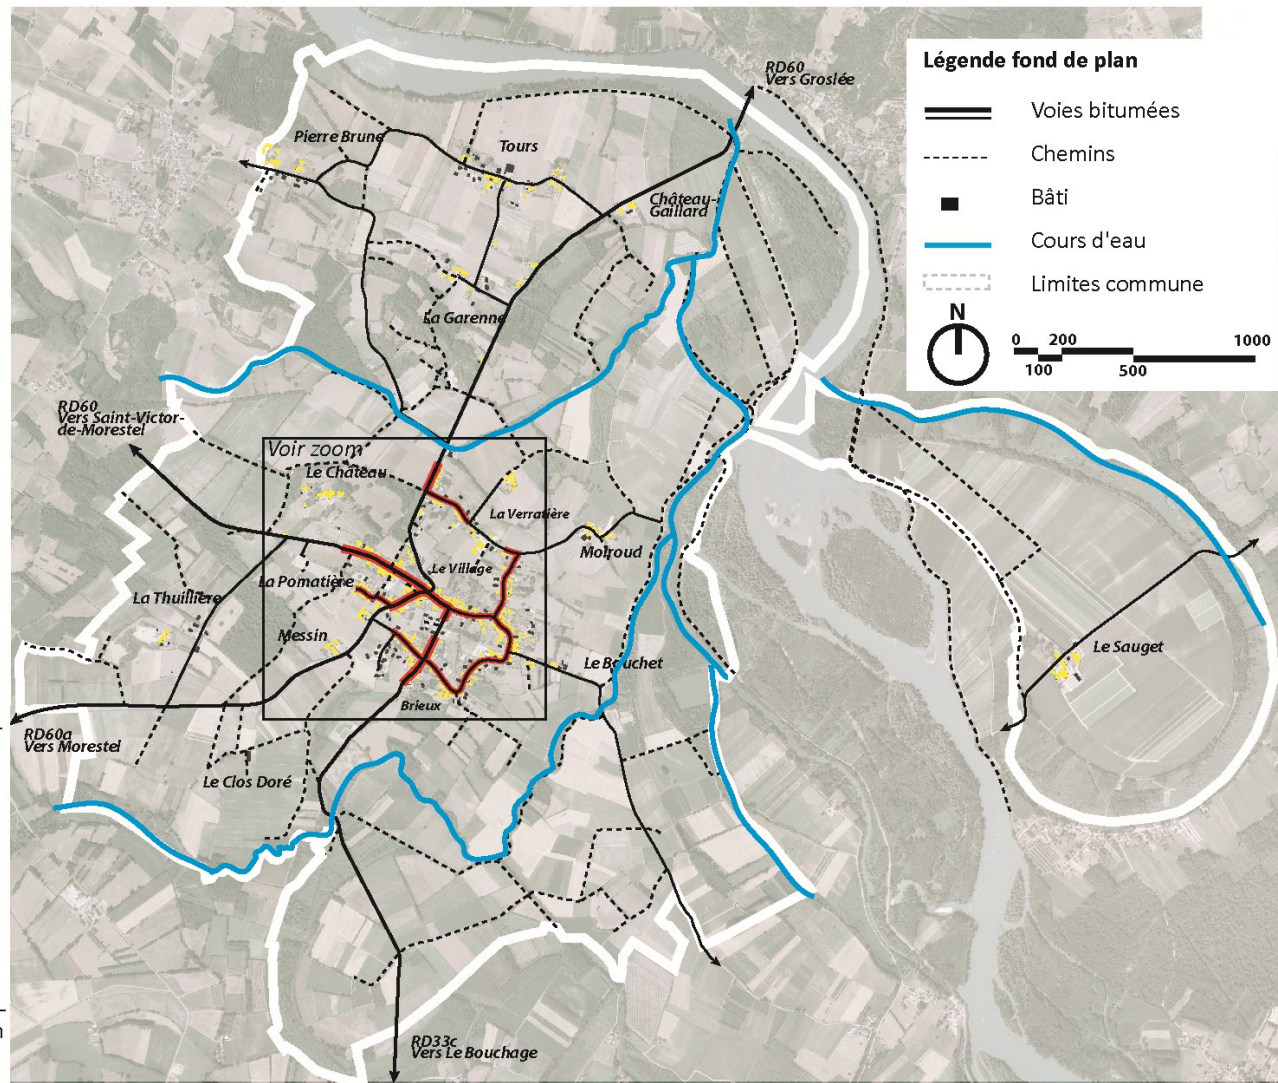 RD60
Vers Groslée
Légende fond de plan
Voies bitumées
Chemins
Bâti
Cours d'eau
Limites commune
N
0 200 1000
100 500
Pierre Brune
Tours
Château-
Gaillard
La Garenne
RD60
Vers Saint-Victor-
de-Morestel
Voir zoom
Le Château
La Verratière
Moiroud
Le Village
La Pomatière
La Thuillière
Messin
Le Bouchet
Le Sauget
Brieux
RD60a
Vers Morestel
Le Clos Doré
RD33c
Vers Le Bouchage